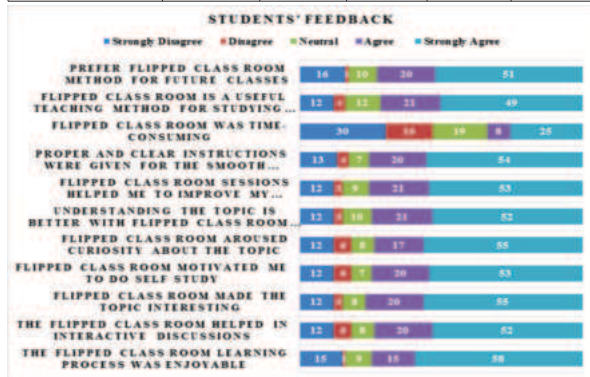 STUDENTS' FEEDBACK
Strongly Disagree Disagree Neutral Agree Strongly Agree
PREFER FLIPPED CLASS ROOM
METHOD FOR FUTURE CLASSES
16 10 20 51
FLIPPED CLASS ROOM IS A USEFUL
TEACHING METHOD FOR STUDYING ...
12 12 21 49
FLIPPED CLASS ROOM WAS TIME-
CONSUMING
30 16 19 8 25
PROPER AND CLEAR INSTRUCTIONS
WERE GIVEN FOR THE SMOOTH...
13 7 20 54
FLIPPED CLASS ROOM SESSIONS
HELPED ME TO IMPROVE MY ...
12 9 21 53
UNDERSTANDING THE TOPIC IS
BETTER WITH FLIPPED CLASS ROOM...
12 10 21 52
FLIPPED CLASS ROOM AROUSED
CURIOSITY ABOUT THE TOPIC
12 8 17 55
FLIPPED CLASS ROOM MOTIVATED ME
TO DO SELF STUDY
12 7 20 53
FLIPPED CLASS ROOM MADE THE
TOPIC INTERESTING
12 8 20 55
THE FLIPPED CLASS ROOM HELPED IN
INTERACTIVE DISCUSSIONS
12 8 20 52
THE FLIPPED CLASS ROOM LEARNING
PROCESS WAS ENJOYABLE
15 9 15 58